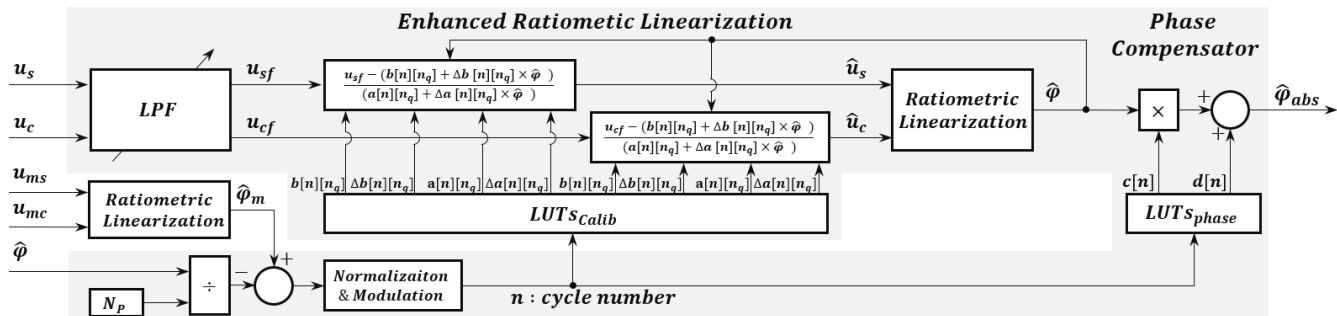 Enhanced Ratiometic Linearization
Phase
Compensator
u_s
u_c
LPF
u_sf
u_cf
u_sf − (b[n][n_q] + Δb [n][n_q] × φ̂ )
(a[n][n_q] + Δa [n][n_q] × φ̂ )
u_cf − (b[n][n_q] + Δb [n][n_q] × φ̂ )
(a[n][n_q] + Δa [n][n_q] × φ̂ )
û_s
û_c
Ratiometric
Linearization
φ̂
×
+
+
φ̂_abs
b[n][n_q] Δb[n][n_q] a[n][n_q] Δa[n][n_q] b[n][n_q] Δb[n][n_q] a[n][n_q] Δa[n][n_q]
c[n] d[n]
LUTs_Calib
LUTs_phase
u_ms
u_mc
Ratiometric
Linearization
φ̂_m
φ̂
N_P
÷
−
+
Normalizaiton
& Modulation
n : cycle number